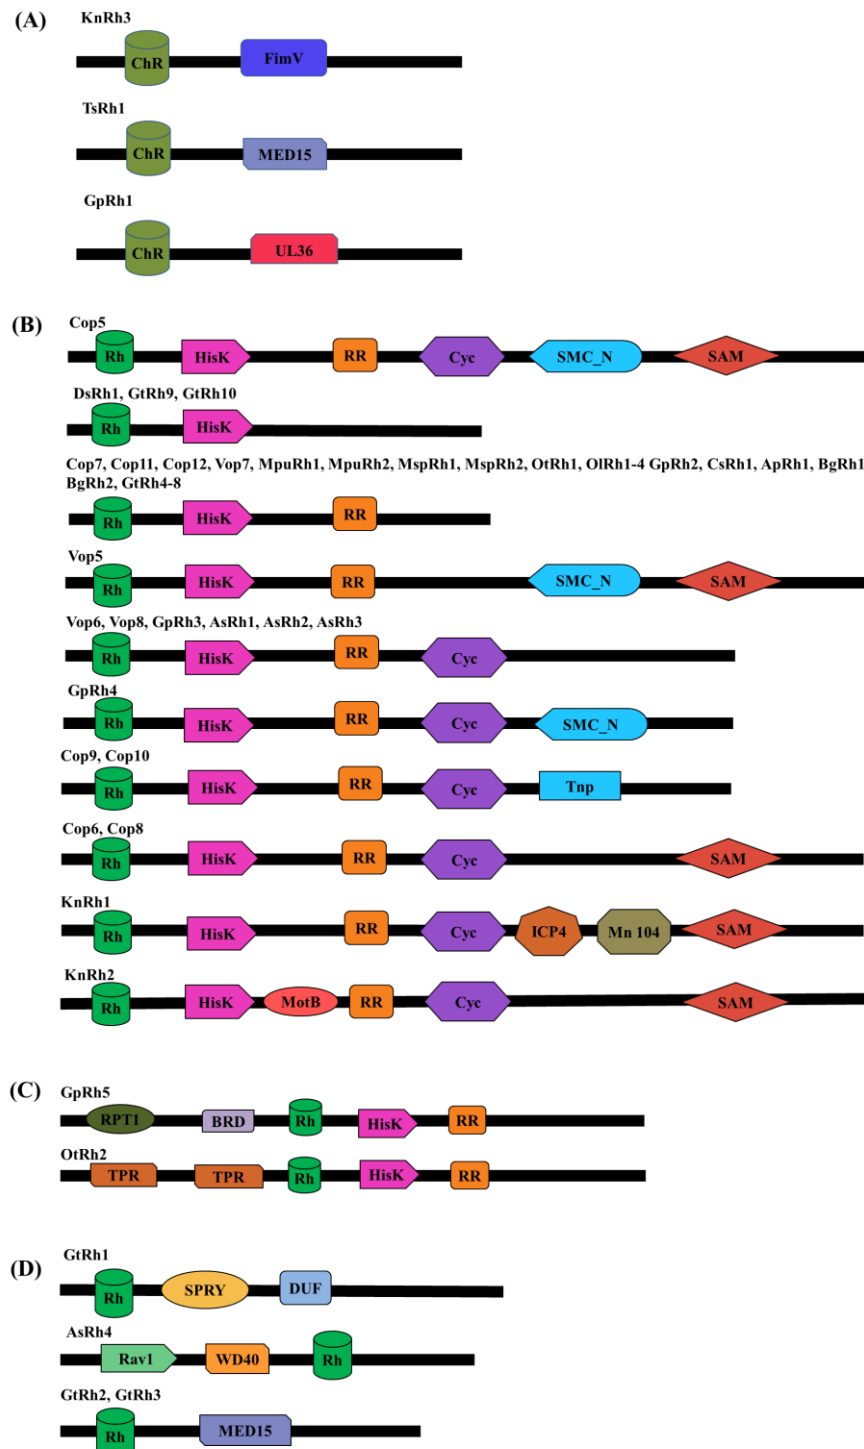 (A)
KnRh3
ChR FimV
TsRh1
ChR MED15
GpRh1
ChR UL36
(B)
Cop5
Rh HisK RR Cyc SMC_N SAM
DsRh1, GtRh9, GtRh10
Rh HisK
Cop7, Cop11, Cop12, Vop7, MpuRh1, MpuRh2, MspRh1, MspRh2, OtRh1, OlRh1-4 GpRh2, CsRh1, ApRh1, BgRh1
BgRh2, GtRh4-8
Rh HisK RR
Vop5
Rh HisK RR SMC_N SAM
Vop6, Vop8, GpRh3, AsRh1, AsRh2, AsRh3
Rh HisK RR Cyc
GpRh4
Rh HisK RR Cyc SMC_N
Cop9, Cop10
Rh HisK RR Cyc Tnp
Cop6, Cop8
Rh HisK RR Cyc SAM
KnRh1
Rh HisK RR Cyc ICP4 Mn 104 SAM
KnRh2
Rh HisK MotB RR Cyc SAM
(C)
GpRh5
RPT1 BRD Rh HisK RR
OtRh2
TPR TPR Rh HisK RR
(D)
GtRh1
Rh SPRY DUF
AsRh4
Rav1 WD40 Rh
GtRh2, GtRh3
Rh MED15